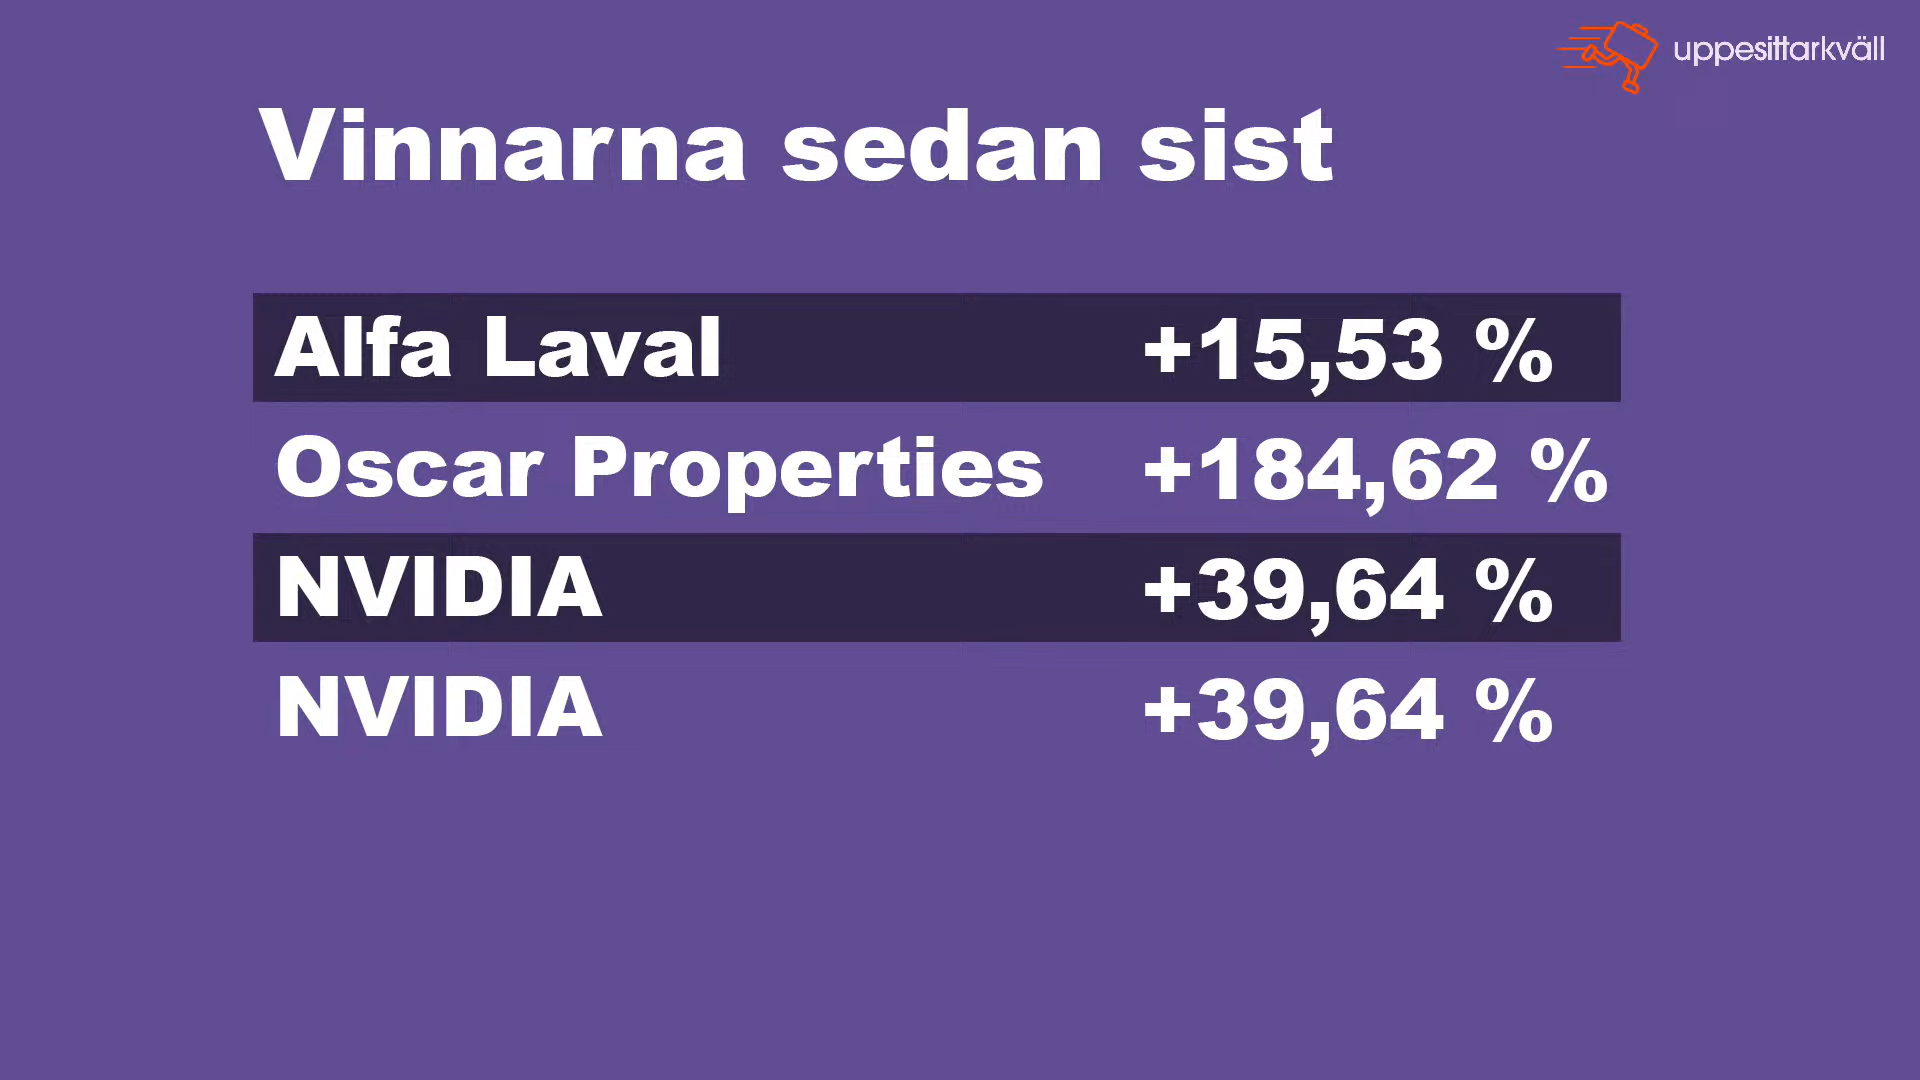 uppesittarkväll
Vinnarna sedan sist
Alfa Laval +15,53 %
Oscar Properties +184,62 %
NVIDIA +39,64 %
NVIDIA +39,64 %